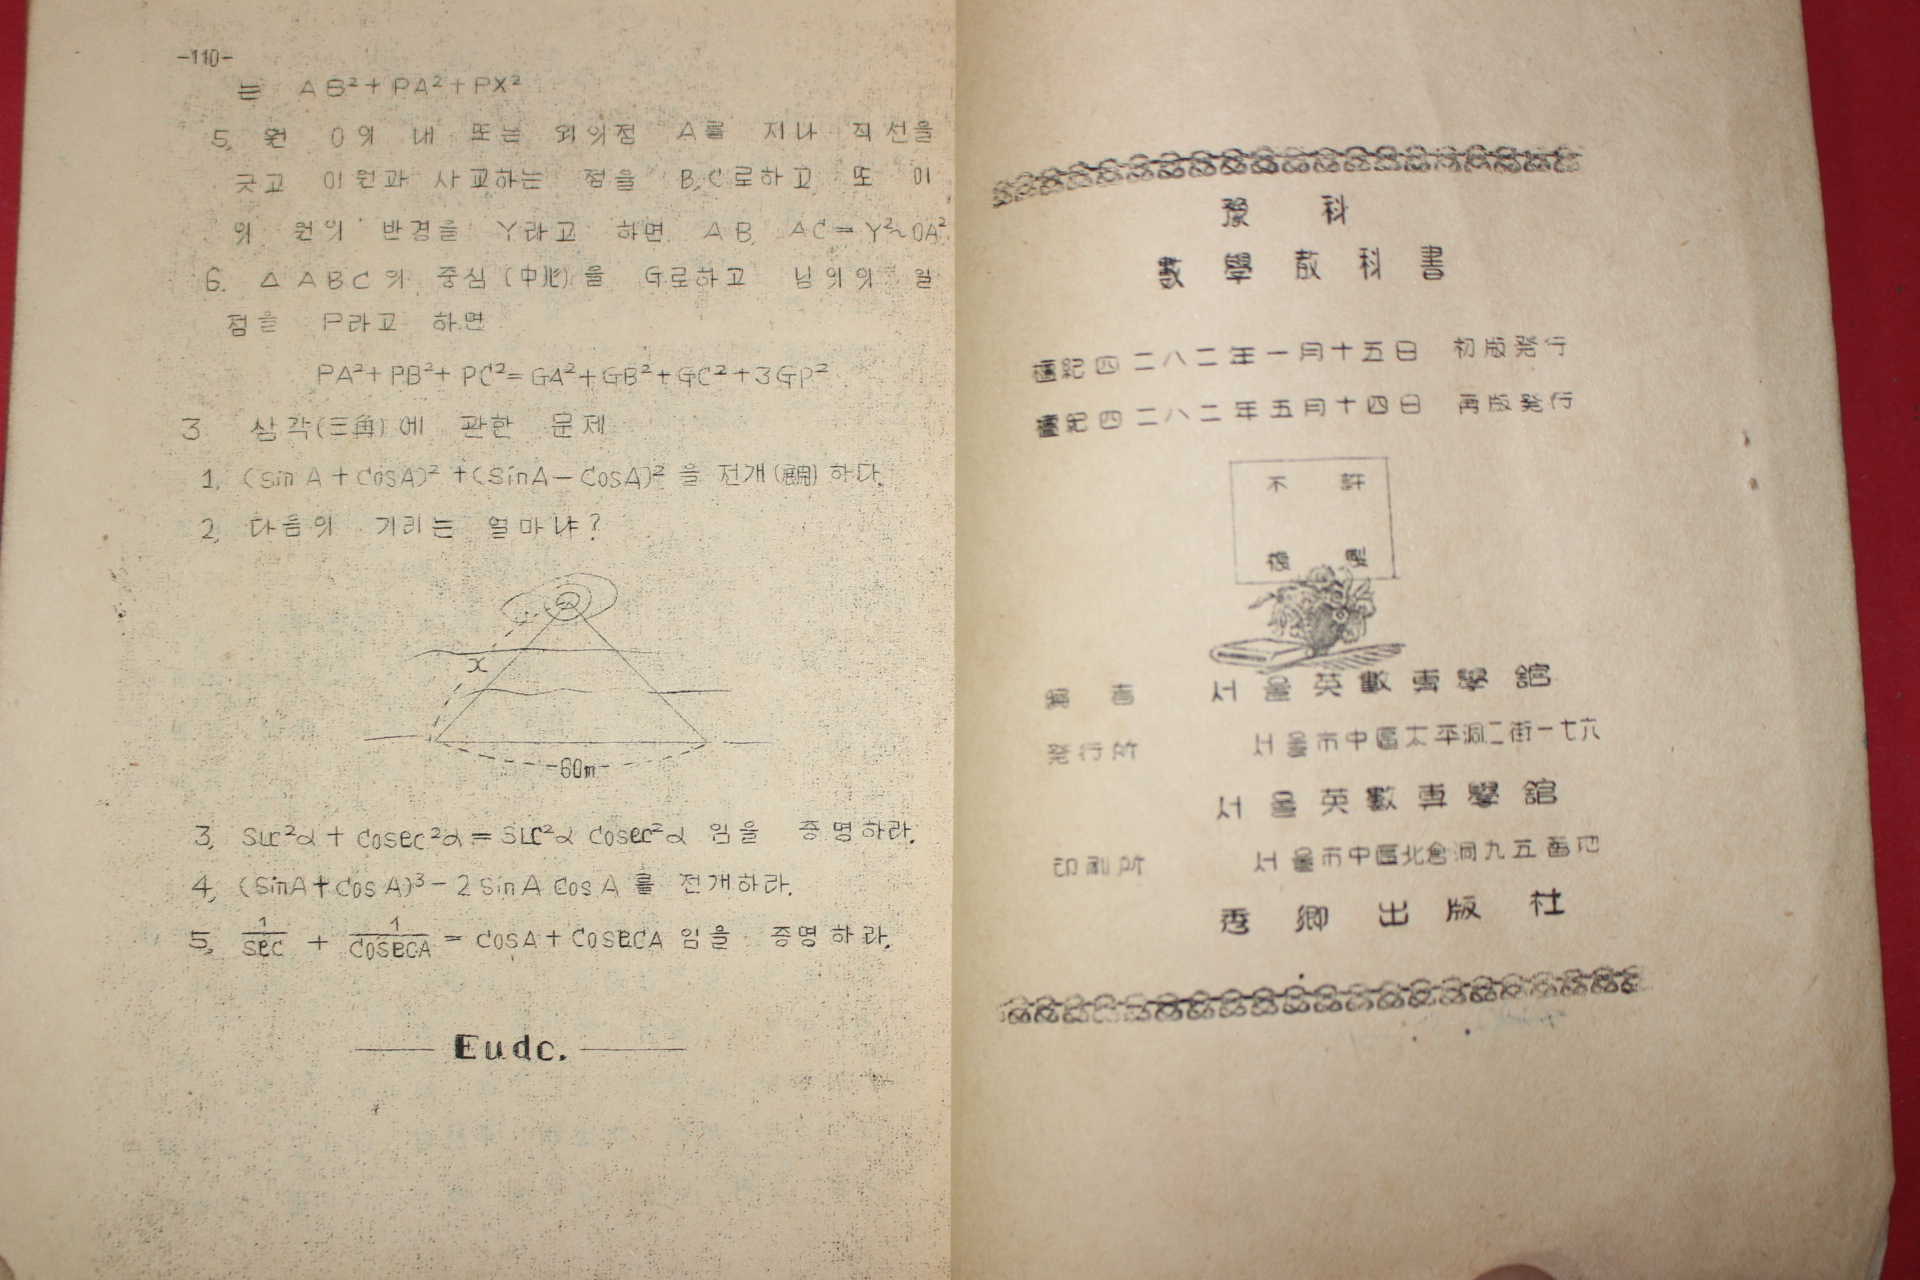 -110-
는 AB²+PA²+PX²
5, 원 O의 내 또는 외의점 A를 지나 직선을
긋고 이원과 사교하는 점을 B,C로하고 또 이
의 원의 반경을 Y라고 하면 AB, AC=Y²~OA²
6. △ABC의 중심(中心)을 G로하고 님의의 일
점을 P라고 하면
PA²+PB²+PC²=GA²+GB²+GC²+3GP²
3 삼각(三角)에 관한 문제
1, (sin A+cosA)²+(sinA-cosA)²을 전개(展開)하다.
2, 다음의 거리는 얼마냐?
x
-60m-
3, sec²α+cosec²α=sec²α cosec²α 임을 증명하라.
4, (sinA+cos A)³-2 sin A cos A 를 전개하라.
5, 1/SEC + 1/COSECA = COSA+COSECA 임을 증명하라.
Eudc.
豫科
數學敎科書
檀紀四二八二年一月十五日 初版発行
檀紀四二八二年五月十四日 再版発行
不許
複製
編者 서울英數專學館
発行所 서울市中區太平洞二街一七六
서울英數專學館
印刷所 서울市中區北倉洞九五番地
秀卿出版社